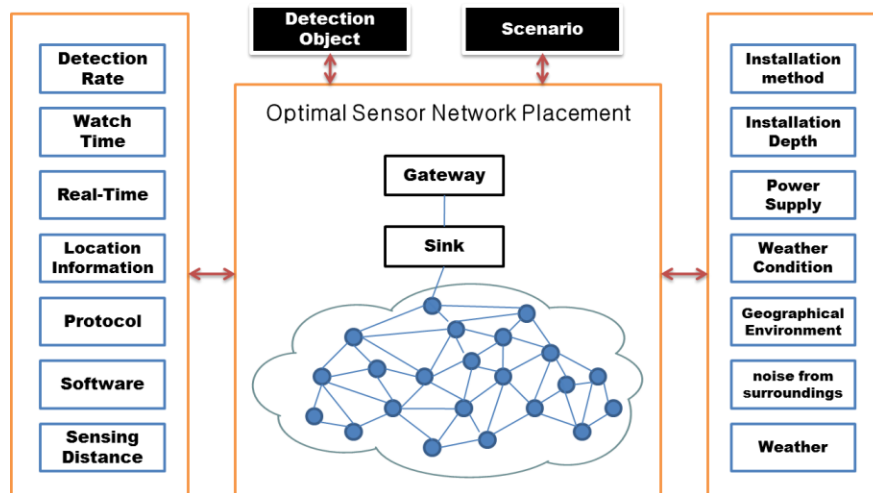 Detection
Object
Scenario
Detection
Rate
Watch
Time
Real-Time
Location
Information
Protocol
Software
Sensing
Distance
Optimal Sensor Network Placement
Gateway
Sink
Installation
method
Installation
Depth
Power
Supply
Weather
Condition
Geographical
Environment
noise from
surroundings
Weather